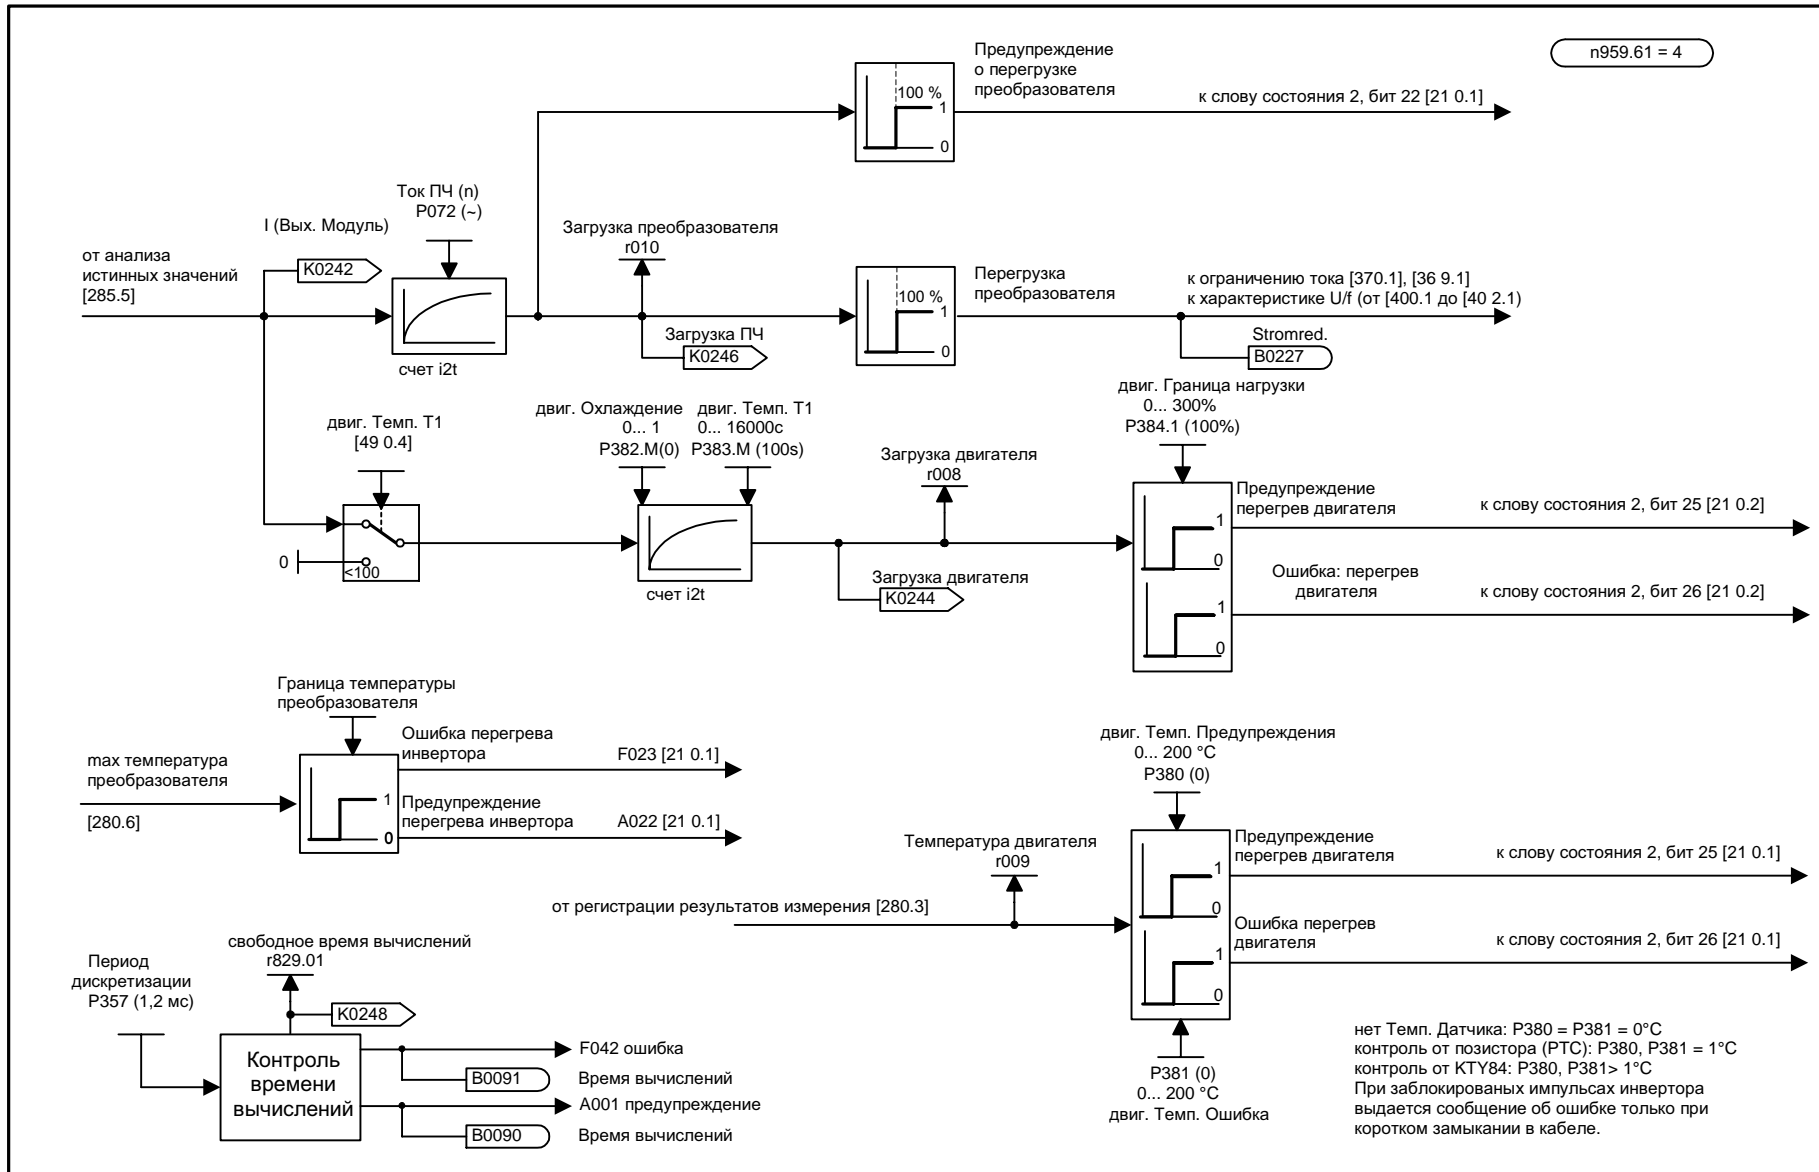 n959.61 = 4
Предупреждение
о перегрузке
преобразователя
100 %
1
0
к слову состояния 2, бит 22 [21 0.1]
Ток ПЧ (n)
P072 (~)
I (Вых. Модуль)
K0242
от анализа
истинных значений
[285.5]
счет i2t
Загрузка преобразователя
r010
Загрузка ПЧ
K0246
100 %
1
0
Перегрузка
преобразователя
к ограничению тока [370.1], [36 9.1]
к характеристике U/f (от [400.1 до [40 2.1)
Stromred.
B0227
двиг. Темп. T1
[49 0.4]
0
<100
двиг. Охлаждение
0... 1
P382.M(0)
двиг. Темп. T1
0... 16000с
P383.M (100s)
счет i2t
Загрузка двигателя
r008
Загрузка двигателя
K0244
двиг. Граница нагрузки
0... 300%
P384.1 (100%)
1
0
1
0
Предупреждение
перегрев двигателя
к слову состояния 2, бит 25 [21 0.2]
Ошибка: перегрев
двигателя
к слову состояния 2, бит 26 [21 0.2]
Граница температуры
преобразователя
max температура
преобразователя
[280.6]
1
0
Ошибка перегрева
инвертора
F023 [21 0.1]
Предупреждение
перегрева инвертора
A022 [21 0.1]
двиг. Темп. Предупреждения
0... 200 °C
P380 (0)
Температура двигателя
r009
от регистрации результатов измерения [280.3]
1
0
1
0
Предупреждение
перегрев двигателя
к слову состояния 2, бит 25 [21 0.1]
Ошибка перегрев
двигателя
к слову состояния 2, бит 26 [21 0.1]
P381 (0)
0... 200 °C
двиг. Темп. Ошибка
свободное время вычислений
r829.01
K0248
Период
дискретизации
P357 (1,2 мс)
Контроль
времени
вычислений
F042 ошибка
B0091
Время вычислений
A001 предупреждение
B0090
Время вычислений
нет Темп. Датчика: P380 = P381 = 0°C
контроль от позистора (PTC): P380, P381 = 1°C
контроль от KTY84: P380, P381> 1°C
При заблокированых импульсах инвертора
выдается сообщение об ошибке только при
коротком замыкании в кабеле.